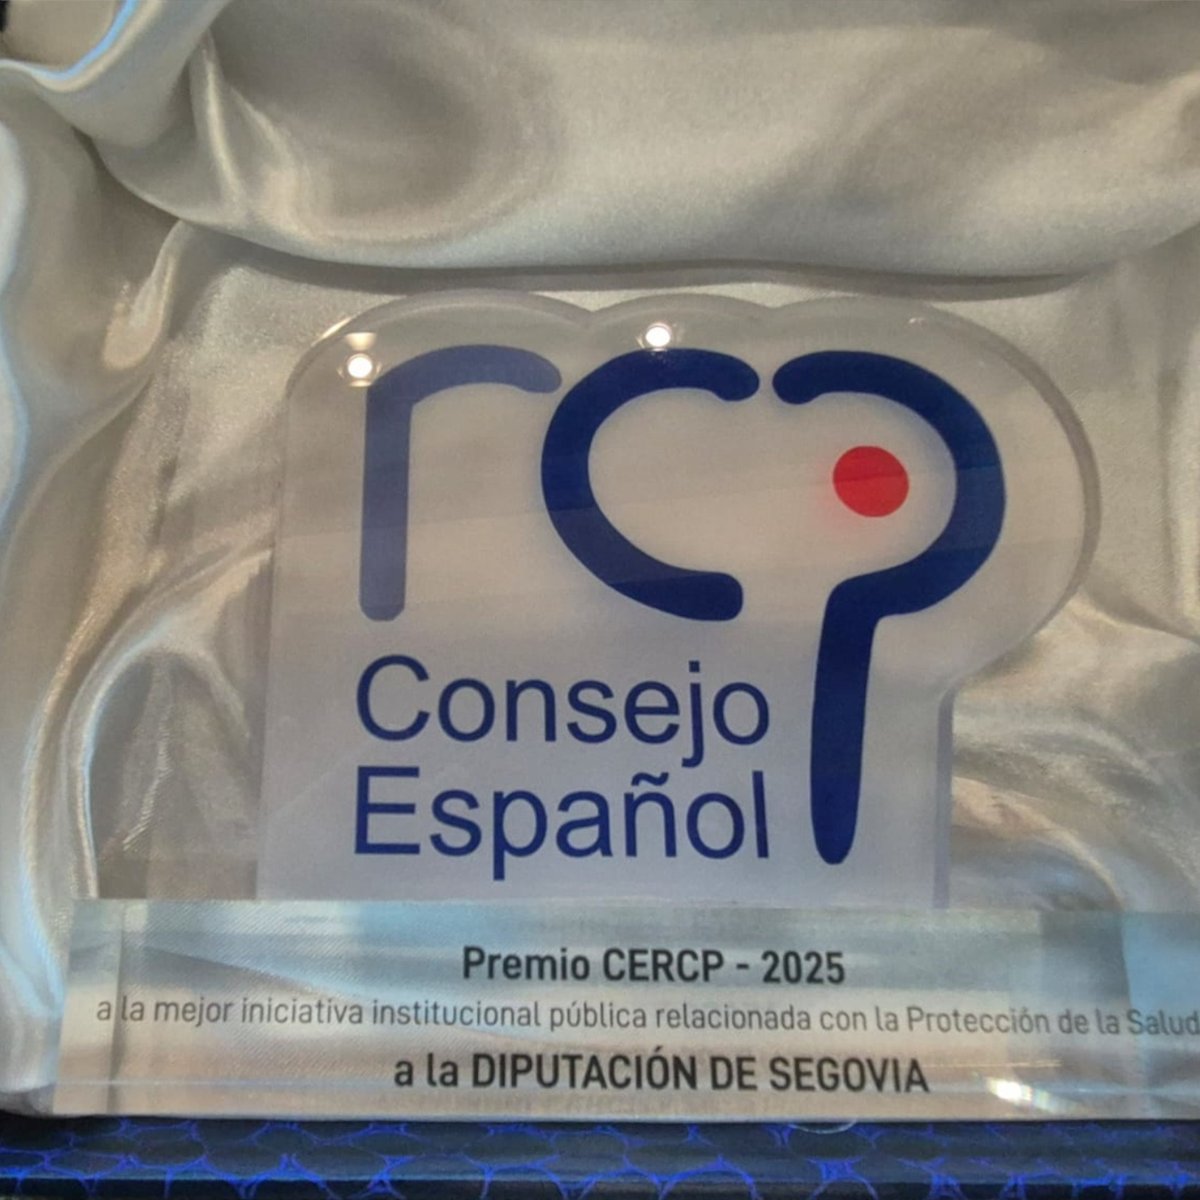 rcp
Consejo
Español
Premio CERCP - 2025
a la mejor iniciativa institucional pública relacionada con la Protección de la Salud
a la DIPUTACIÓN DE SEGOVIA